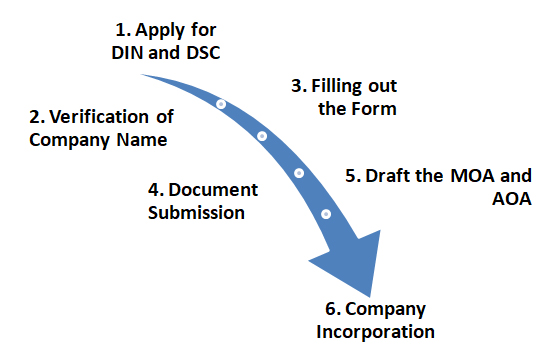 1. Apply for
DIN and DSC
2. Verification of
Company Name
3. Filling out
the Form
4. Document
Submission
5. Draft the MOA and
AOA
6. Company
Incorporation